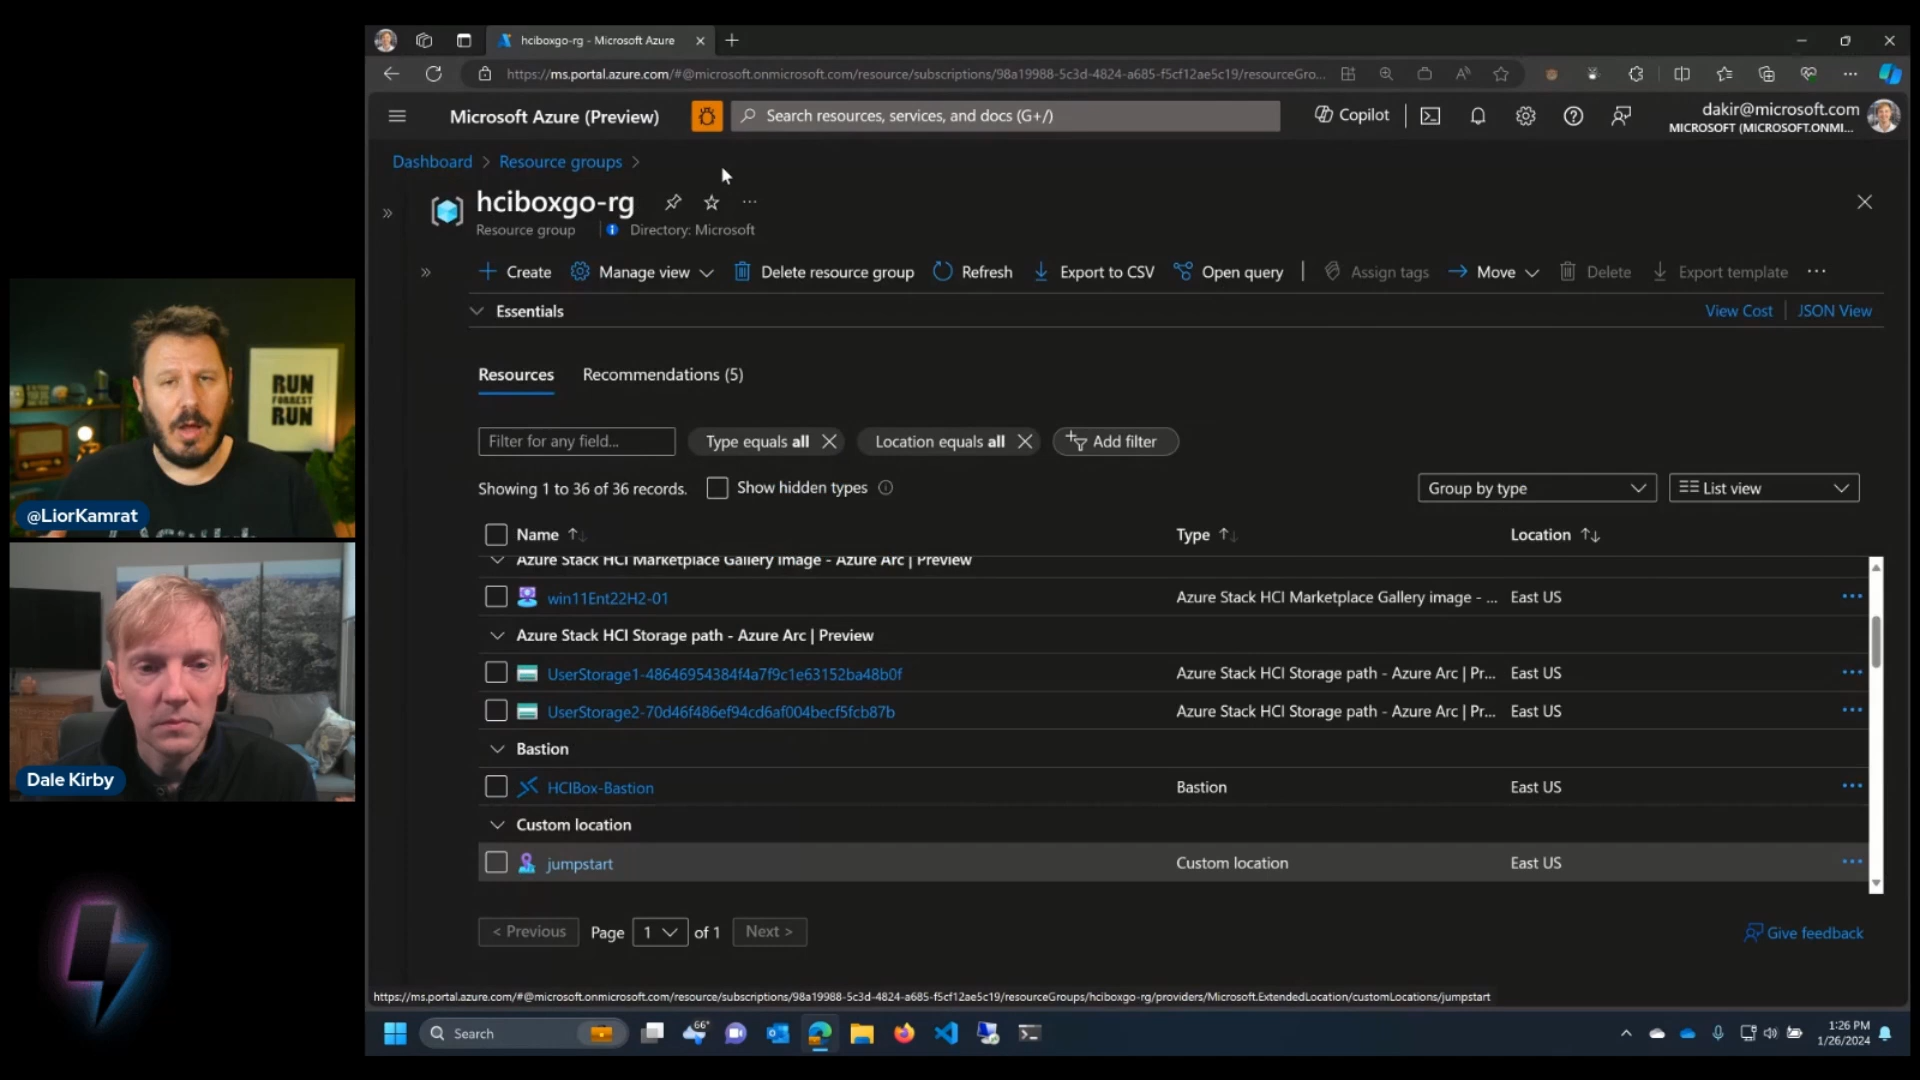 hciboxgo-rg - Microsoft Azure
https://ms.portal.azure.com/#@microsoft.onmicrosoft.com/resource/subscriptions/98a19988-5c3d-4824-a685-f5cf12ae5c19/resourceGro...
Microsoft Azure (Preview)
Search resources, services, and docs (G+/)
Copilot
dakir@microsoft.com
MICROSOFT (MICROSOFT.ONMI...
Dashboard > Resource groups >
hciboxgo-rg
Resource group
Directory: Microsoft
Create
Manage view
Delete resource group
Refresh
Export to CSV
Open query
Assign tags
Move
Delete
Export template
Essentials
View Cost
JSON View
Resources
Recommendations (5)
Filter for any field...
Type equals all
Location equals all
Add filter
Showing 1 to 36 of 36 records.
Show hidden types
Group by type
List view
Name
Type
Location
Azure Stack HCI Marketplace Gallery image - Azure Arc | Preview
win11Ent22H2-01
Azure Stack HCI Marketplace Gallery image - ...
East US
Azure Stack HCI Storage path - Azure Arc | Preview
UserStorage1-48646954384f4a7f9c1e63152ba48b0f
Azure Stack HCI Storage path - Azure Arc | Pr...
East US
UserStorage2-70d46f486ef94cd6af004becf5fcb87b
Azure Stack HCI Storage path - Azure Arc | Pr...
East US
Bastion
HCIBox-Bastion
Bastion
East US
Custom location
jumpstart
Custom location
East US
< Previous
Page
1
of 1
Next >
Give feedback
https://ms.portal.azure.com/#@microsoft.onmicrosoft.com/resource/subscriptions/98a19988-5c3d-4824-a685-f5cf12ae5c19/resourceGroups/hciboxgo-rg/providers/Microsoft.ExtendedLocation/customLocations/jumpstart
Search
66°
1:26 PM
1/26/2024
RUN
FORREST
RUN
@LiorKamrat
Dale Kirby